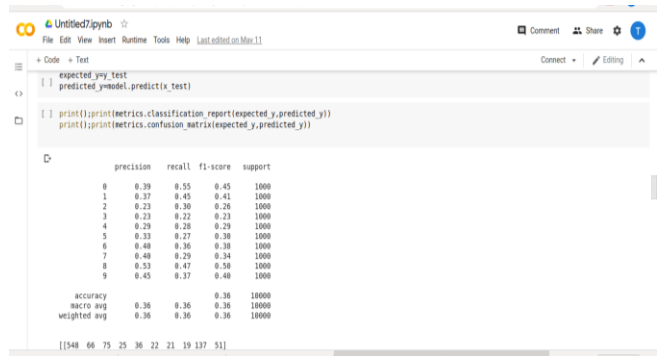 Untitled7.ipynb
Comment Share T
File Edit View Insert Runtime Tools Help Last edited on May 11
+ Code + Text Connect Editing
expected_y=y_test
[ ] predicted_y=model.predict(x_test)
[ ] print();print(metrics.classification_report(expected_y,predicted_y))
print();print(metrics.confusion_matrix(expected_y,predicted_y))
precision recall f1-score support
0 0.39 0.55 0.45 1000
1 0.37 0.45 0.41 1000
2 0.23 0.30 0.26 1000
3 0.23 0.22 0.23 1000
4 0.29 0.28 0.29 1000
5 0.33 0.27 0.30 1000
6 0.40 0.36 0.38 1000
7 0.40 0.29 0.34 1000
8 0.53 0.47 0.50 1000
9 0.45 0.37 0.40 1000
accuracy 0.36 10000
macro avg 0.36 0.36 0.36 10000
weighted avg 0.36 0.36 0.36 10000
[[548 66 75 25 36 22 21 19 137 51]